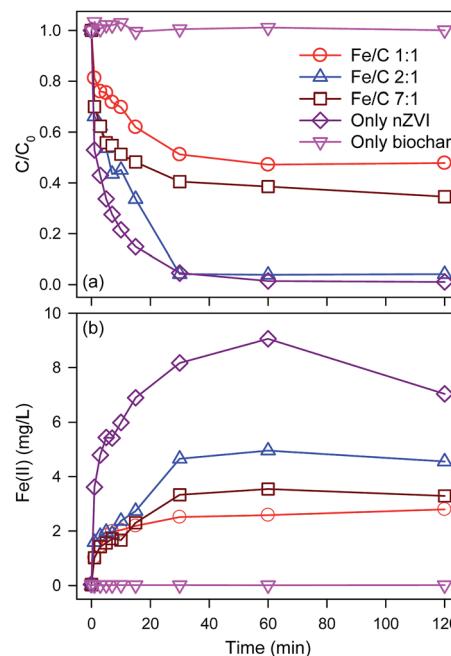 1.0
0.8
0.6
0.4
0.2
0.0
C/C0
Fe/C 1:1
Fe/C 2:1
Fe/C 7:1
Only nZVI
Only biochar
(a)
(b)
10
8
6
4
2
0
Fe(II) (mg/L)
0 20 40 60 80 100 120
Time (min)